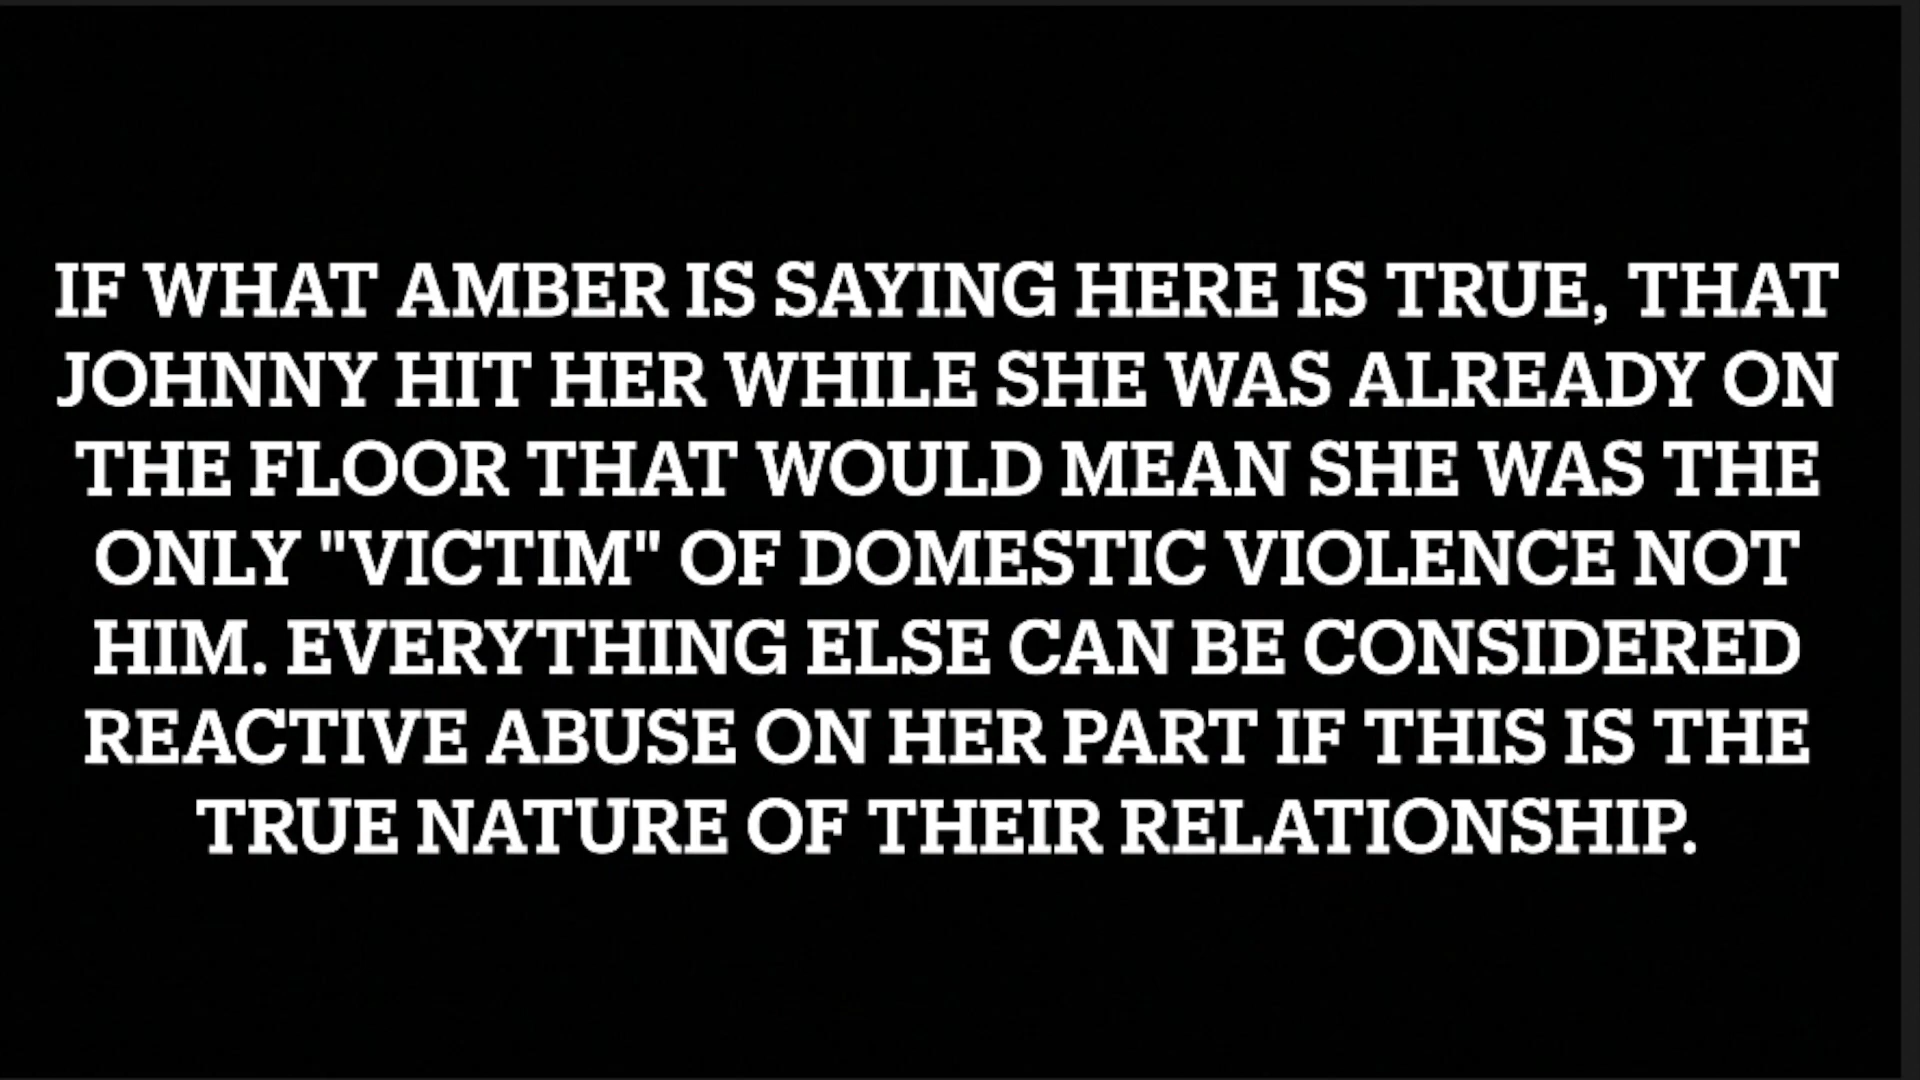 IF WHAT AMBER IS SAYING HERE IS TRUE, THAT
JOHNNY HIT HER WHILE SHE WAS ALREADY ON
THE FLOOR THAT WOULD MEAN SHE WAS THE
ONLY "VICTIM" OF DOMESTIC VIOLENCE NOT
HIM. EVERYTHING ELSE CAN BE CONSIDERED
REACTIVE ABUSE ON HER PART IF THIS IS THE
TRUE NATURE OF THEIR RELATIONSHIP.